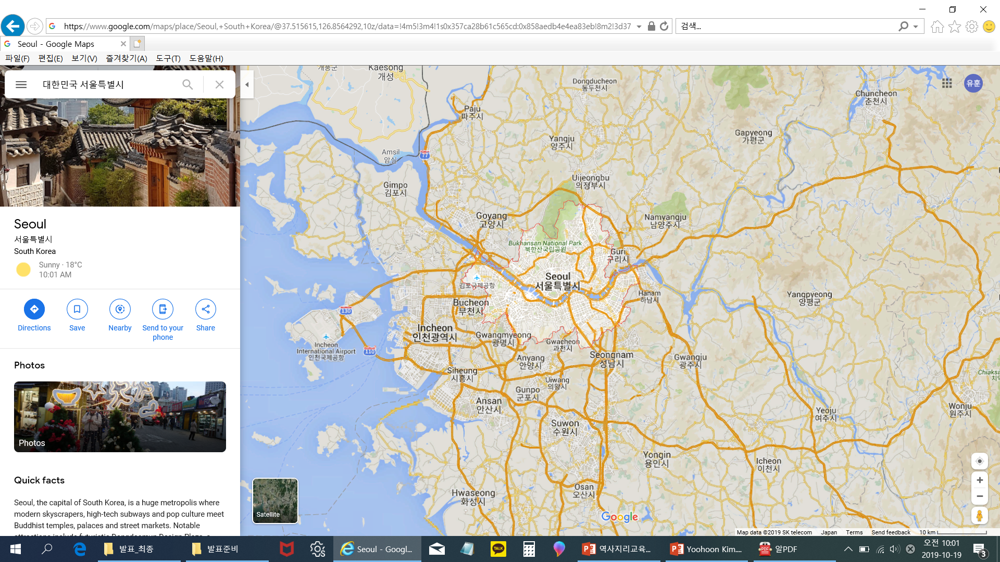 https://www.google.com/maps/place/Seoul,+South+Korea/@37.515615,126.8564292,10z/data=!4m5!3m4!1s0x357ca28b61c565cd:0x858aedb4e4ea83eb!8m2!3d37
검색...
Seoul - Google Maps
파일(F) 편집(E) 보기(V) 즐겨찾기(A) 도구(T) 도움말(H)
대한민국 서울특별시
Seoul
서울특별시
South Korea
Sunny · 18°C
10:01 AM
Directions
Save
Nearby
Send to your
phone
Share
Photos
Photos
Quick facts
Seoul, the capital of South Korea, is a huge metropolis where
modern skyscrapers, high-tech subways and pop culture meet
Buddhist temples, palaces and street markets. Notable
attractions include futuristic Dongdaemun Design Plaza, a
개풍군
Kaesong
개성
Dongducheon
동두천시
유훈
Chuncheon
춘천시
Paju
파주시
Yangju
양주시
Gapyeong
가평군
Amsil
암실
77
Gimpo
김포시
Uijeongbu
의정부시
Goyang
고양시
Namyangju
남양주시
Bukhansan National Park
북한산국립공원
Guri
구리시
Seoul
서울특별시
김포국제공항
Hanam
하남시
Yangpyeong
양평군
Bucheon
부천시
130
Incheon
인천광역시
Gwangmyeong
광명시
Gwacheon
과천시
Incheon
International Airport
인천국제공항
110
Anyang
안양시
Seongnam
성남시
Gwangju
광주시
Siheung
시흥시
Uiwang
의왕시
Chiaksa
Gunpo
군포시
Ansan
안산시
Wonju
원주시
Yeoju
여주시
Suwon
수원시
Yongin
용인시
Icheon
이천시
Osan
오산시
Hwaseong
화성시
Satellite
Google
Map data ©2019 SK telecom Japan Terms Send feedback 10 km
발표_최종
발표준비
Seoul - Googl...
TALK
역사지리교육...
Yoohoon Kim....
PDF
알PDF
오전 10:01
2019-10-19
3